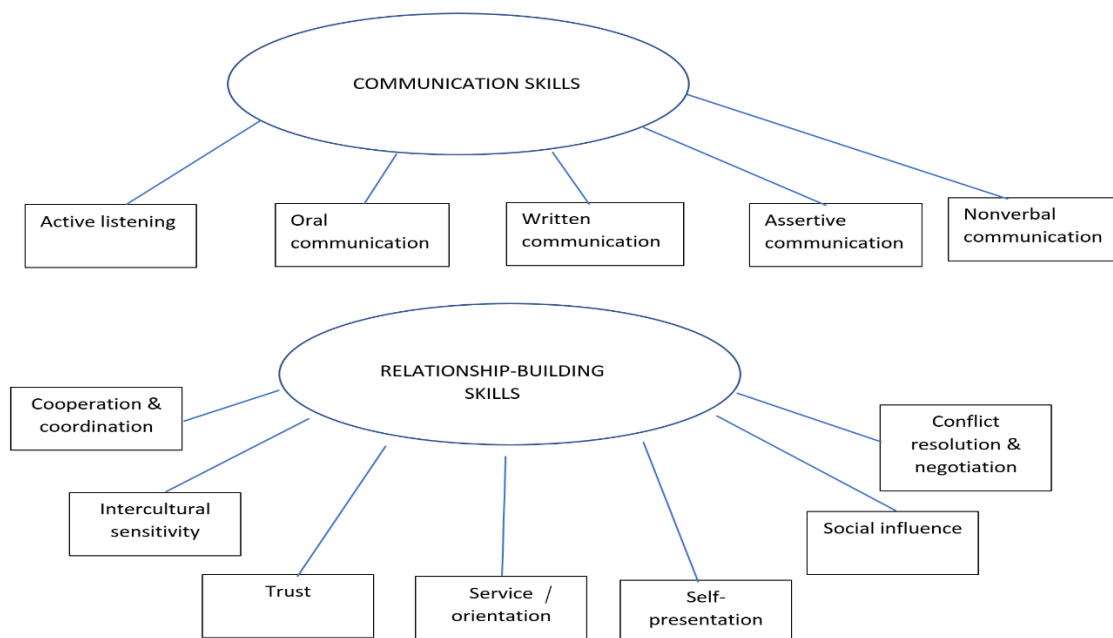 COMMUNICATION SKILLS
Active listening
Oral
communication
Written
communication
Assertive
communication
Nonverbal
communication
RELATIONSHIP-BUILDING
SKILLS
Cooperation &
coordination
Intercultural
sensitivity
Trust
Service /
orientation
Self-
presentation
Social influence
Conflict
resolution &
negotiation